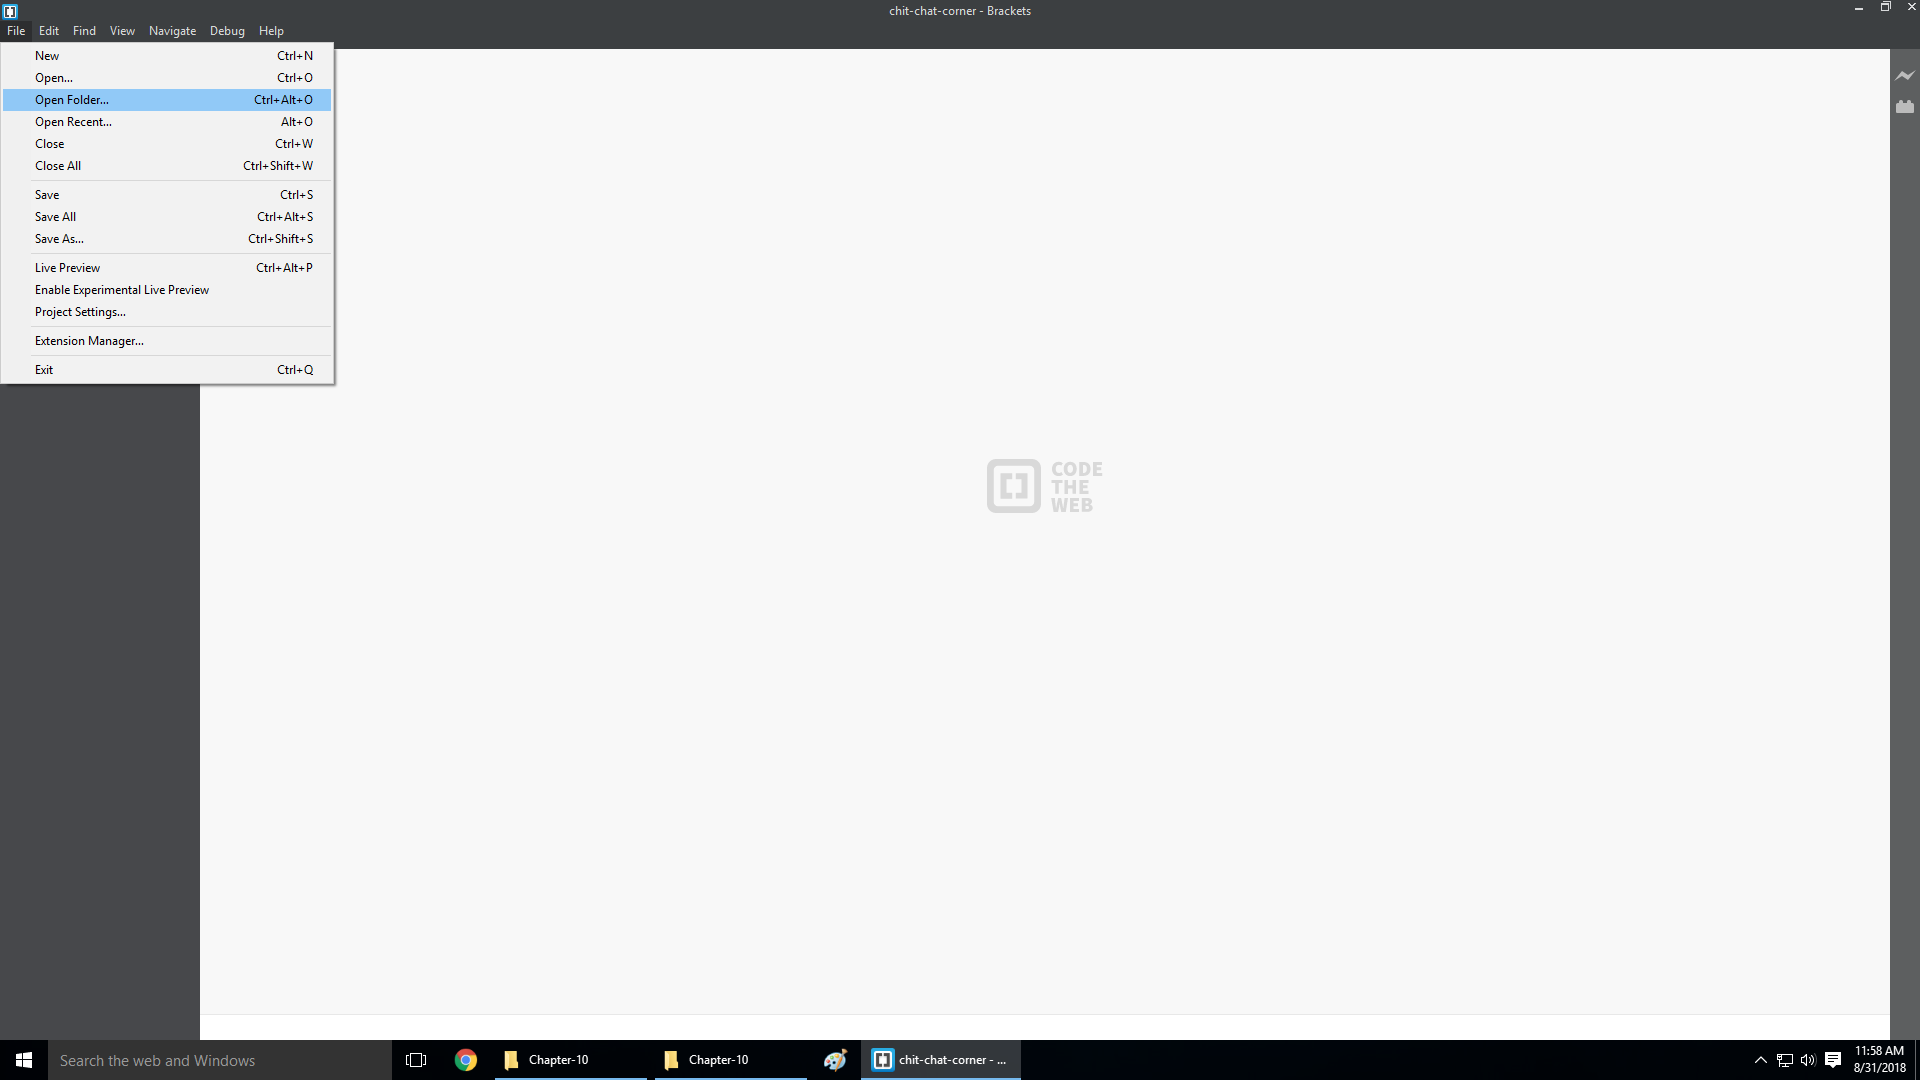 chit-chat-corner - Brackets
File Edit Find View Navigate Debug Help
New Ctrl+N
Open... Ctrl+O
Open Folder... Ctrl+Alt+O
Open Recent... Alt+O
Close Ctrl+W
Close All Ctrl+Shift+W
Save Ctrl+S
Save All Ctrl+Alt+S
Save As... Ctrl+Shift+S
Live Preview Ctrl+Alt+P
Enable Experimental Live Preview
Project Settings...
Extension Manager...
Exit Ctrl+Q
CODE
THE
WEB
Search the web and Windows
Chapter-10
Chapter-10
chit-chat-corner - ...
11:58 AM
8/31/2018